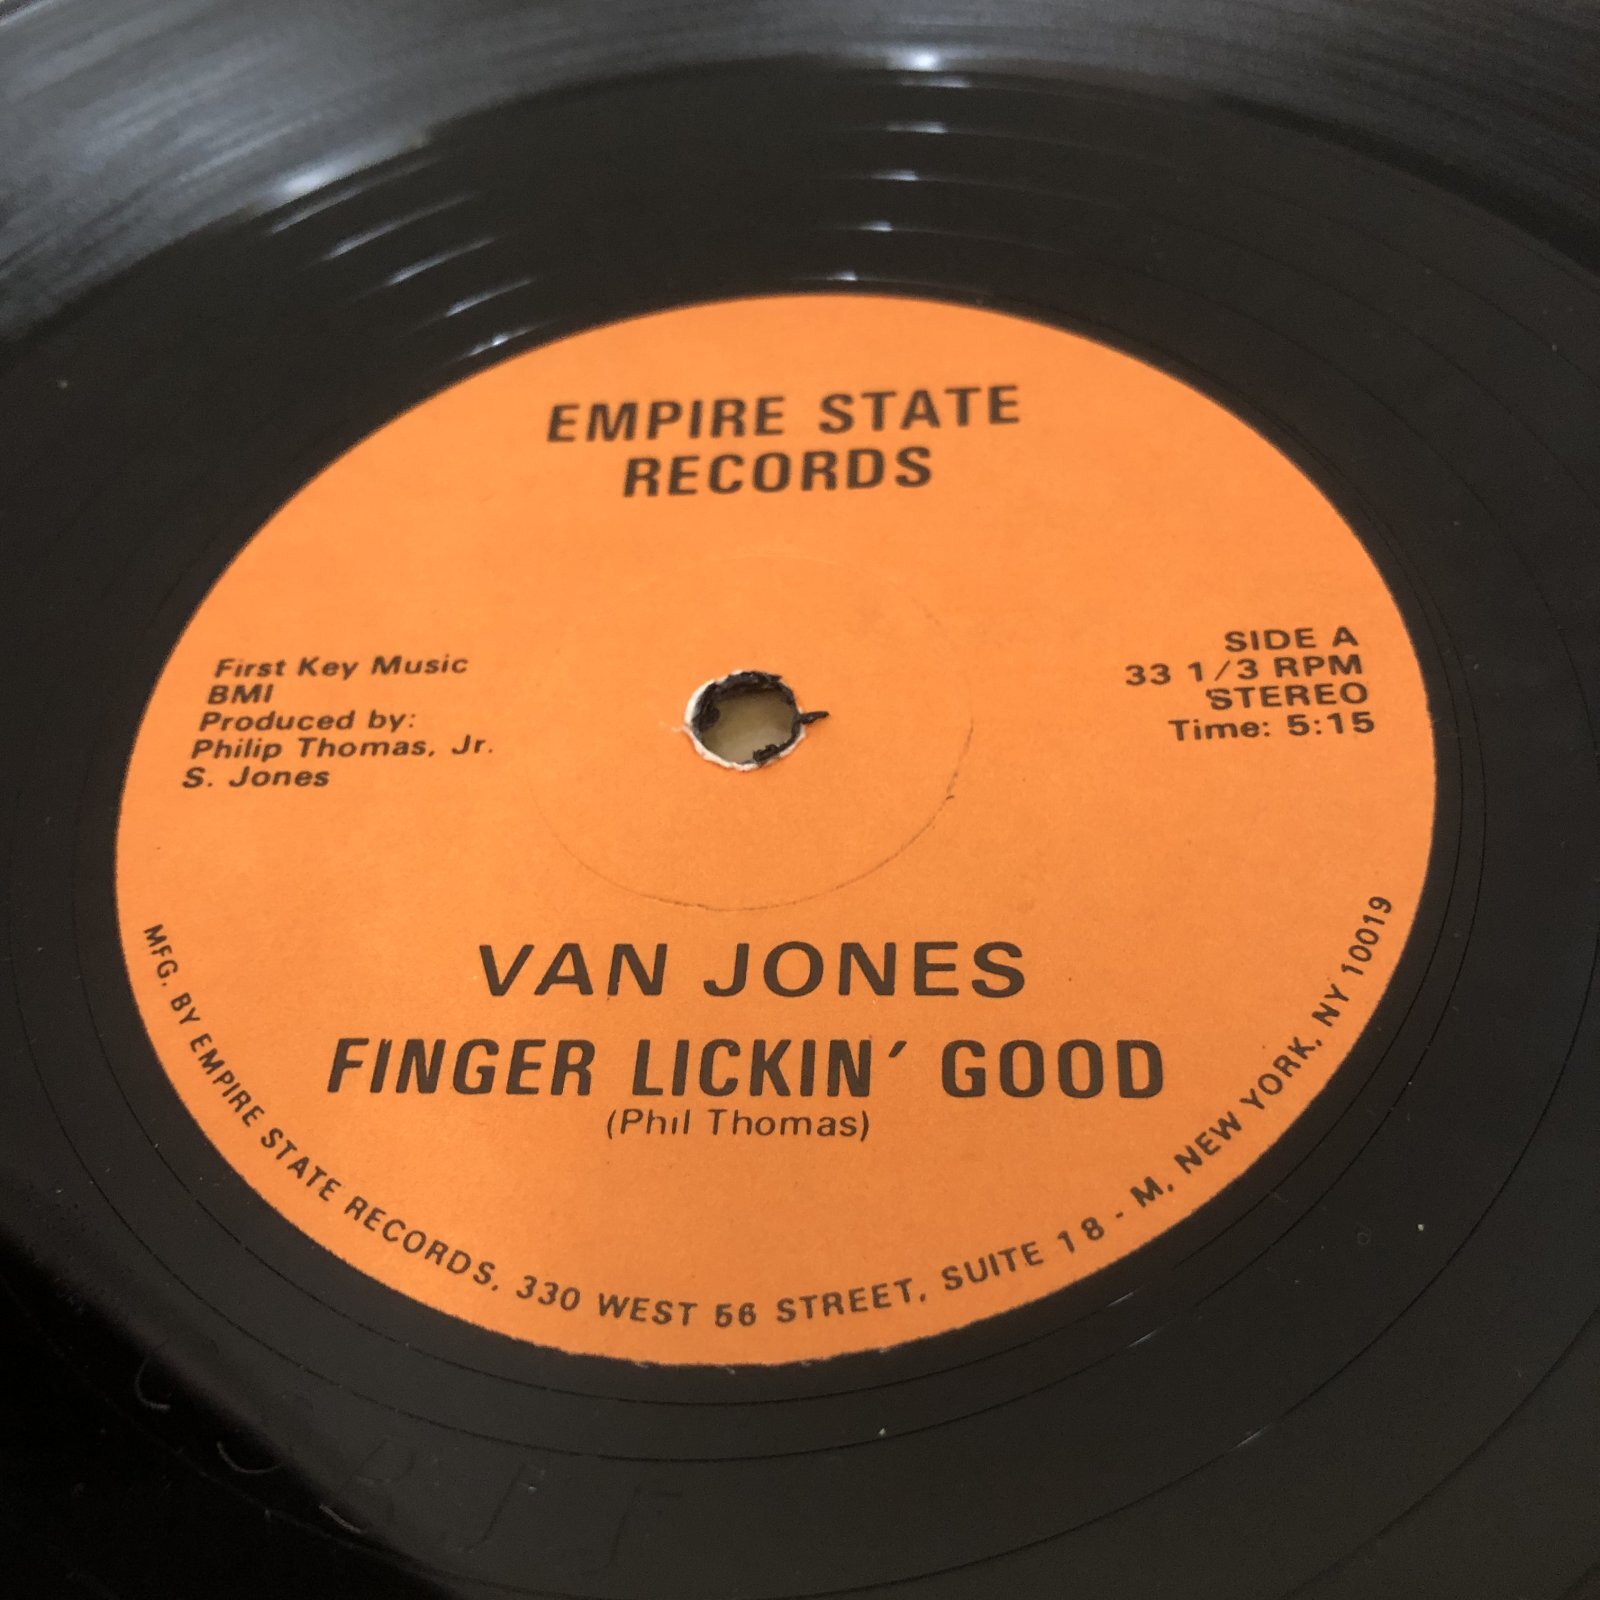 EMPIRE STATE
RECORDS
First Key Music
BMI
Produced by:
Philip Thomas, Jr.
S. Jones
SIDE A
33 1/3 RPM
STEREO
Time: 5:15
VAN JONES
FINGER LICKIN' GOOD
(Phil Thomas)
MFG. BY EMPIRE STATE RECORDS, 330 WEST 56 STREET, SUITE 18 - M, NEW YORK, NY 10019